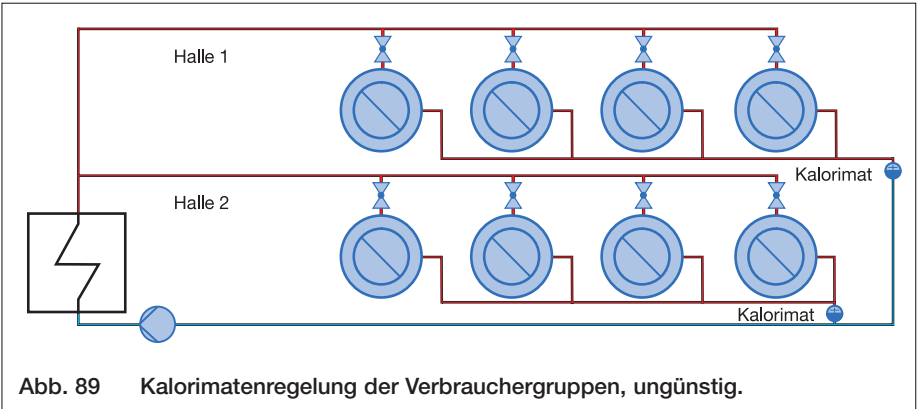 Halle 1
Kalorimat
Halle 2
Kalorimat
Abb. 89 Kalorimatenregelung der Verbrauchergruppen, ungünstig.